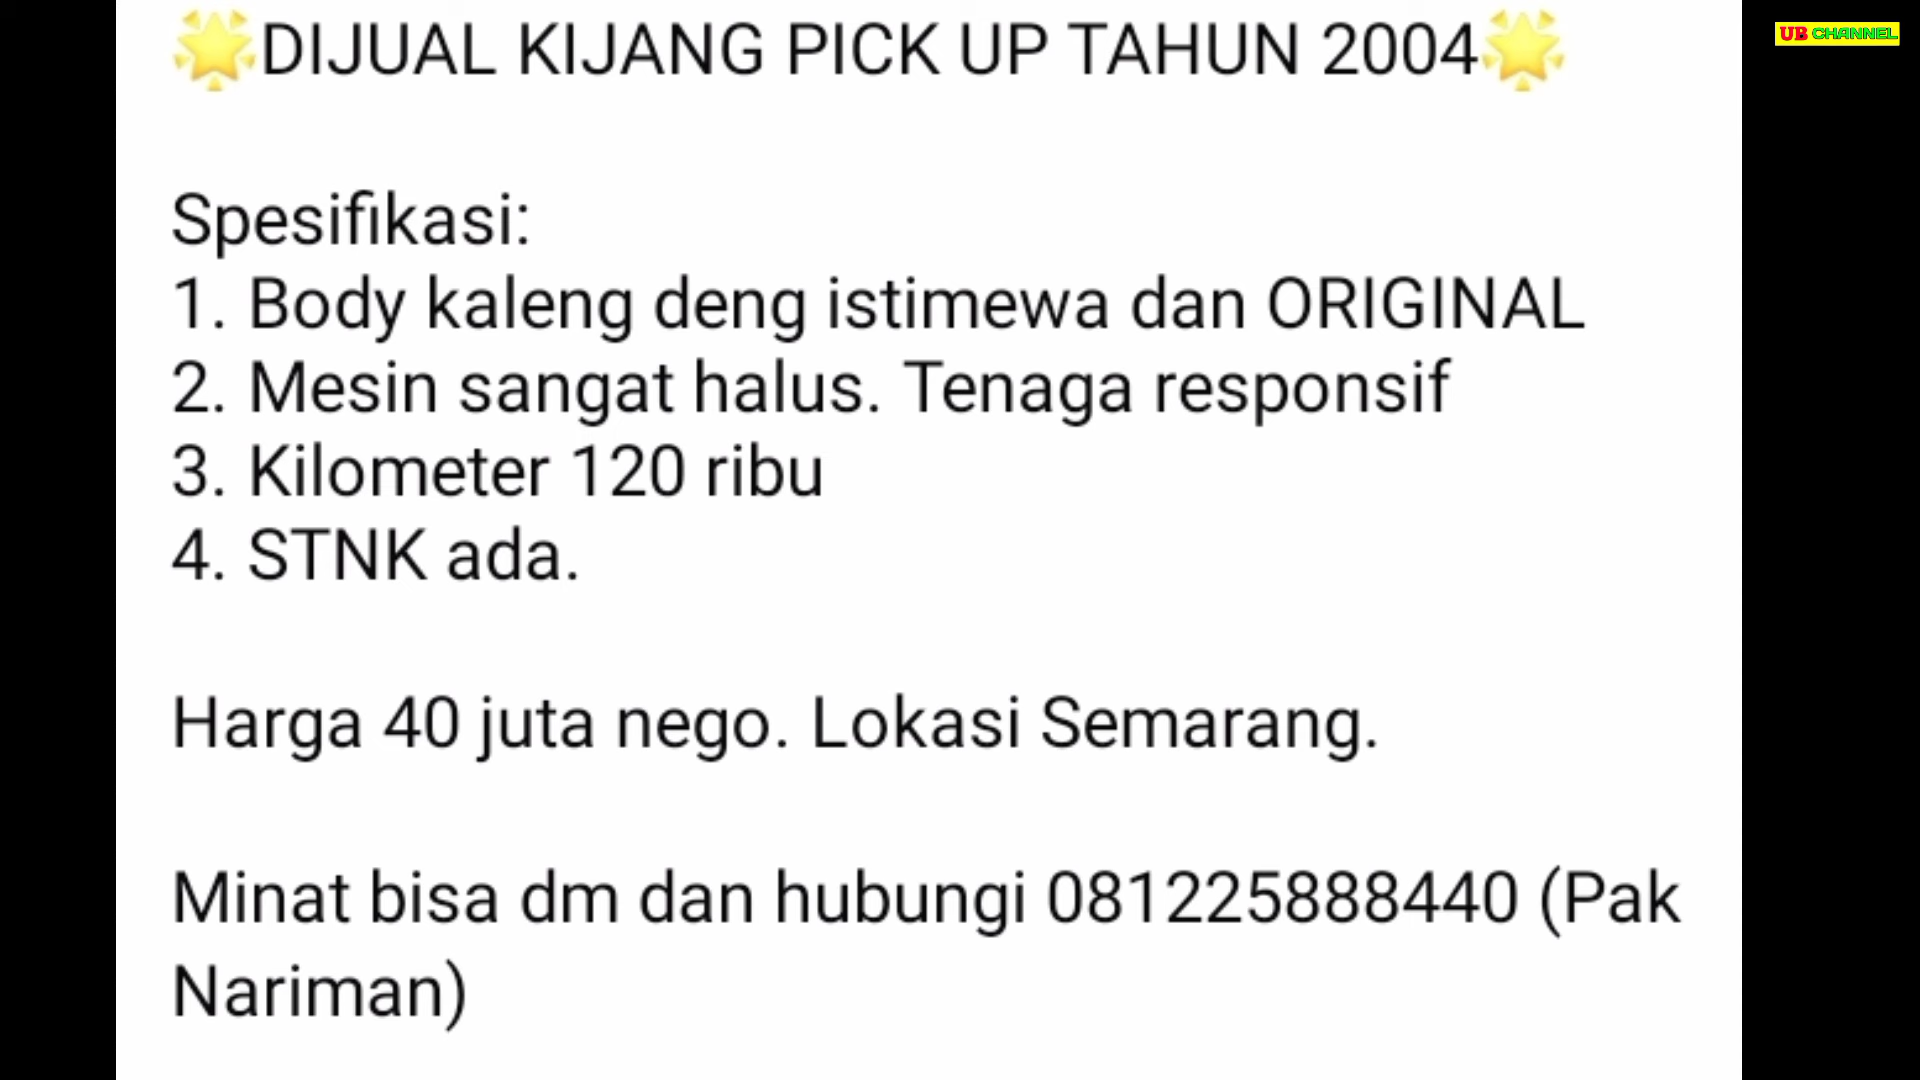 🌟DIJUAL KIJANG PICK UP TAHUN 2004🌟
UB CHANNEL
Spesifikasi:
1. Body kaleng deng istimewa dan ORIGINAL
2. Mesin sangat halus. Tenaga responsif
3. Kilometer 120 ribu
4. STNK ada.
Harga 40 juta nego. Lokasi Semarang.
Minat bisa dm dan hubungi 081225888440 (Pak
Nariman)